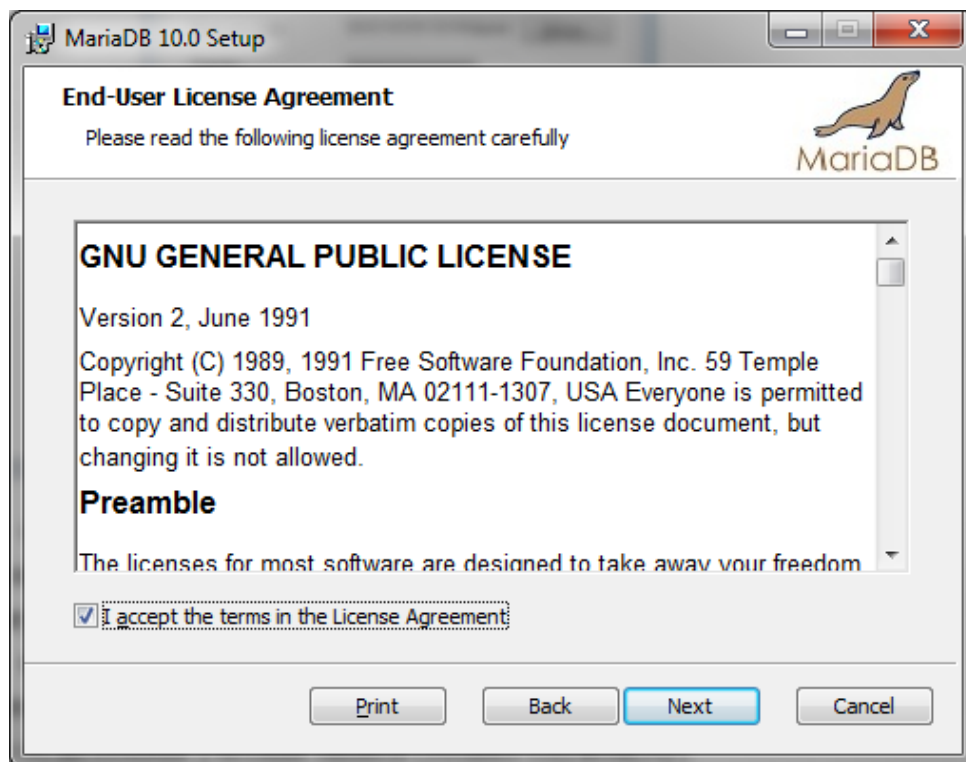 MariaDB 10.0 Setup
End-User License Agreement
Please read the following license agreement carefully
MariaDB
GNU GENERAL PUBLIC LICENSE
Version 2, June 1991
Copyright (C) 1989, 1991 Free Software Foundation, Inc. 59 Temple
Place - Suite 330, Boston, MA 02111-1307, USA Everyone is permitted
to copy and distribute verbatim copies of this license document, but
changing it is not allowed.
Preamble
The licenses for most software are designed to take away your freedom
I accept the terms in the License Agreement
Print
Back
Next
Cancel